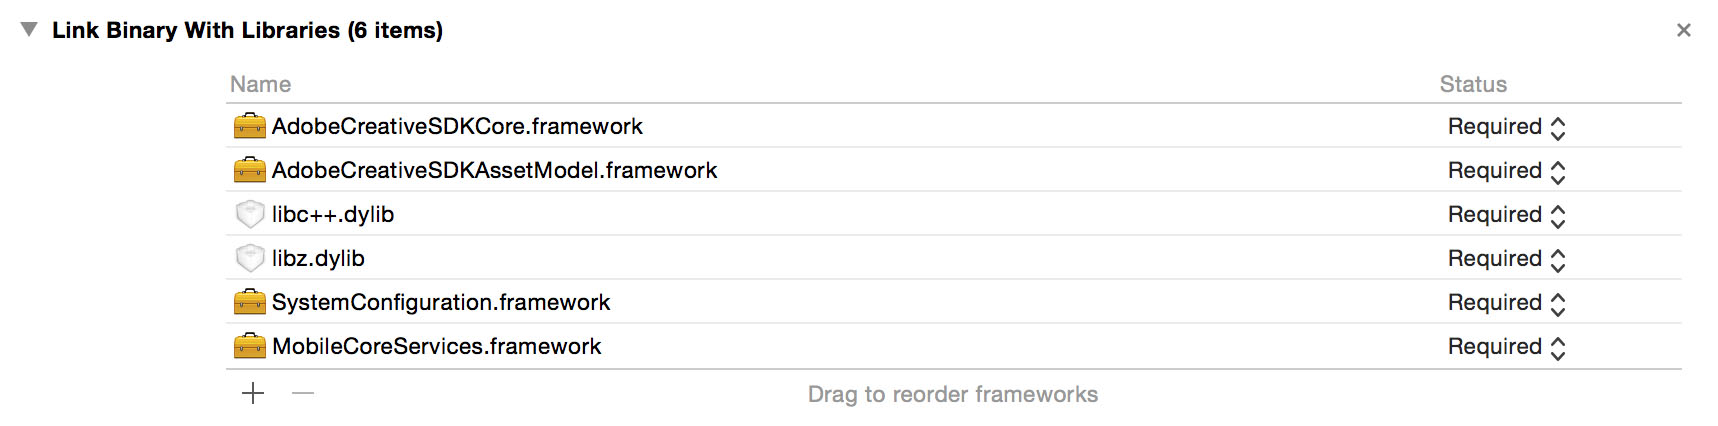 Link Binary With Libraries (6 items)
Name Status
AdobeCreativeSDKCore.framework Required
AdobeCreativeSDKAssetModel.framework Required
libc++.dylib Required
libz.dylib Required
SystemConfiguration.framework Required
MobileCoreServices.framework Required
Drag to reorder frameworks